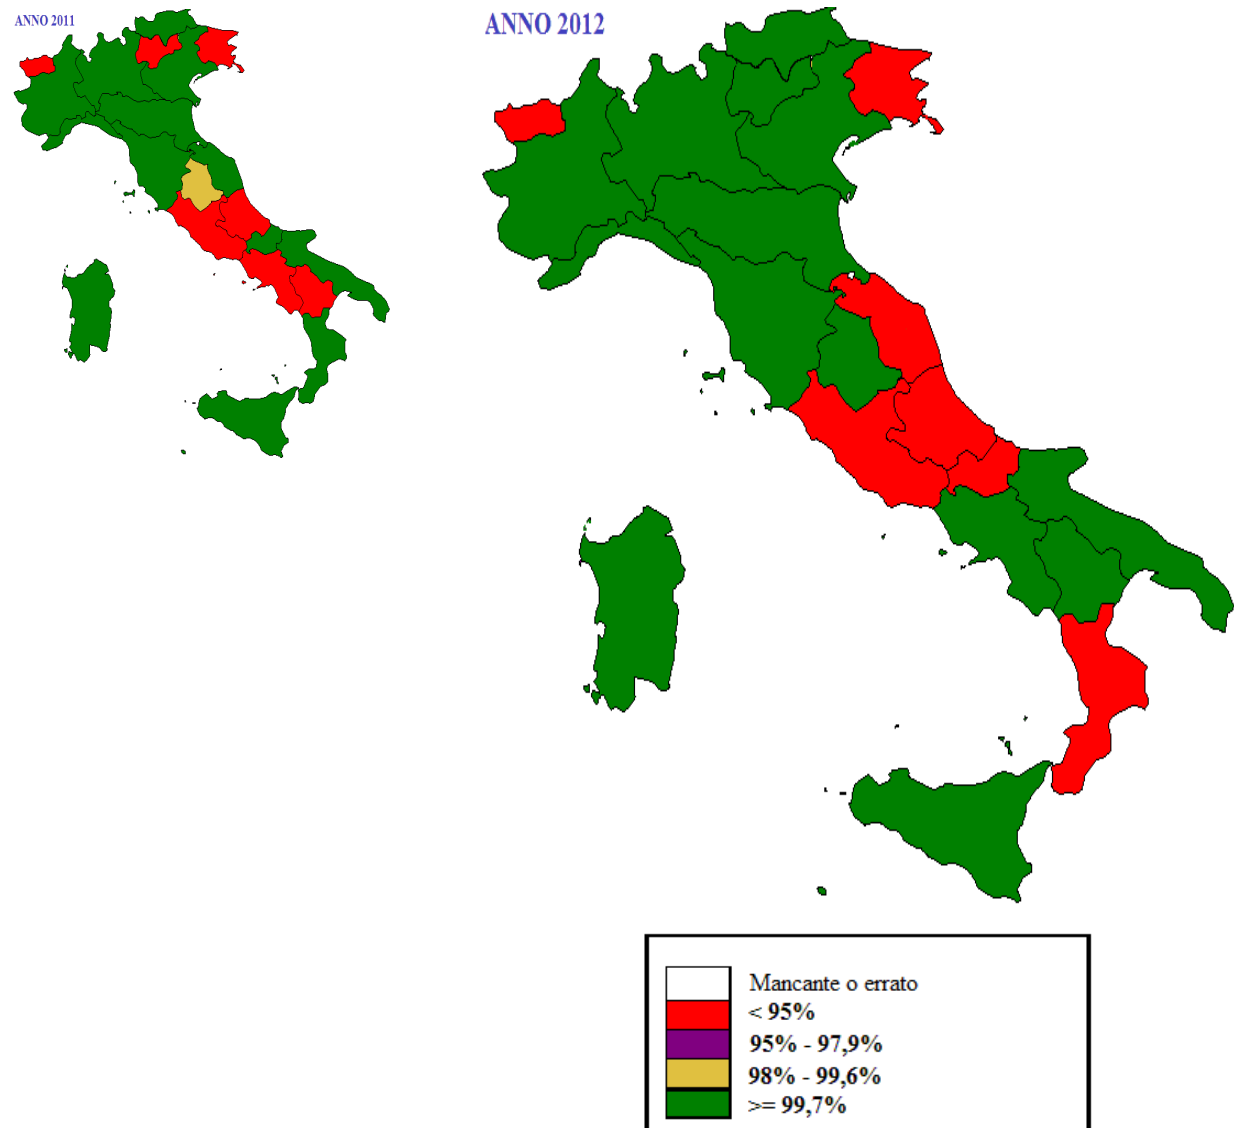 ANNO 2011
ANNO 2012
Mancante o errato
< 95%
95% - 97,9%
98% - 99,6%
>= 99,7%